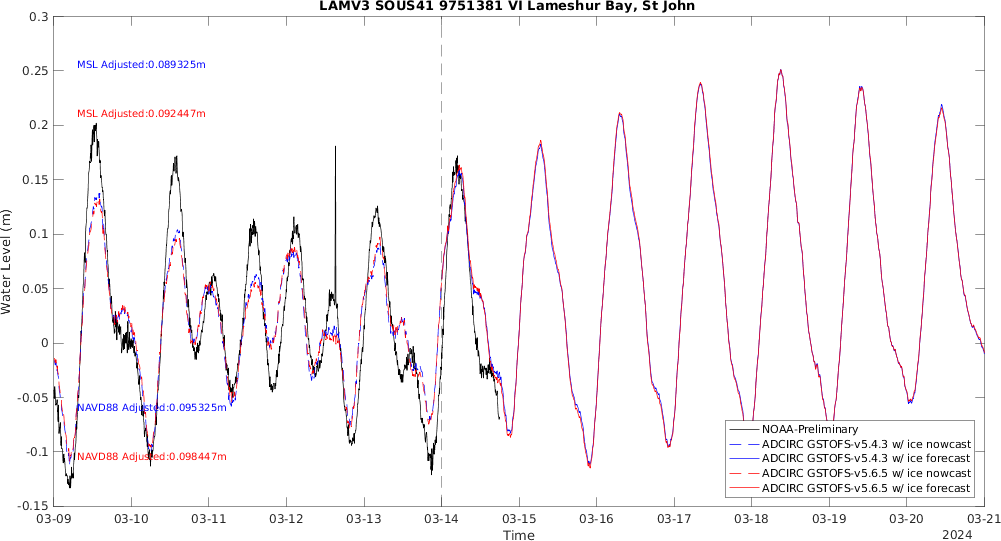 LAMV3 SOUS41 9751381 VI Lameshur Bay, St John
0.3
0.25
0.2
0.15
0.1
0.05
0
-0.05
-0.1
-0.15
Water Level (m)
MSL Adjusted:0.089325m
MSL Adjusted:0.092447m
NAVD88 Adjusted:0.095325m
NAVD88 Adjusted:0.098447m
NOAA-Preliminary
ADCIRC GSTOFS-v5.4.3 w/ ice nowcast
ADCIRC GSTOFS-v5.4.3 w/ ice forecast
ADCIRC GSTOFS-v5.6.5 w/ ice nowcast
ADCIRC GSTOFS-v5.6.5 w/ ice forecast
03-09 03-10 03-11 03-12 03-13 03-14 03-15 03-16 03-17 03-18 03-19 03-20 03-21
Time
2024